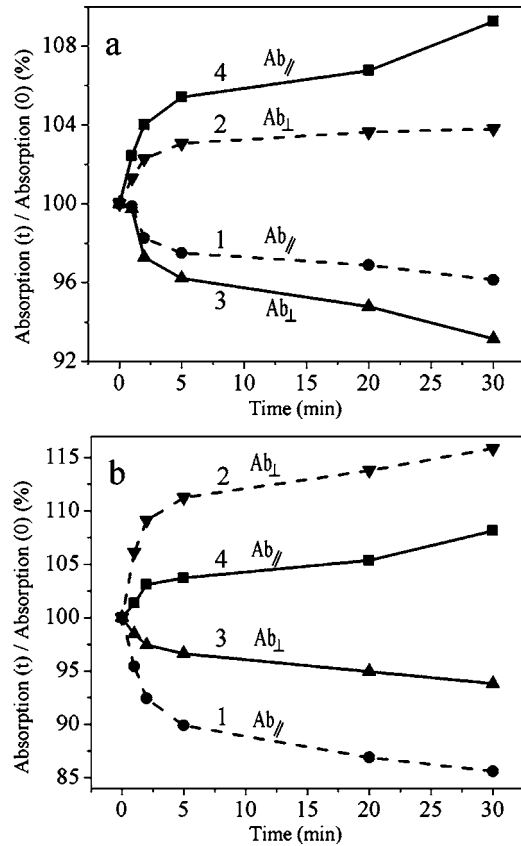 a
Absorption (t) / Absorption (0) (%)
108
104
100
96
92
4 Ab//
2 Ab⊥
1 Ab//
3 Ab⊥
0 5 10 15 20 25 30
Time (min)
b
Absorption (t) / Absorption (0) (%)
115
110
105
100
95
90
85
2 Ab⊥
4 Ab//
3 Ab⊥
1 Ab//
0 5 10 15 20 25 30
Time (min)